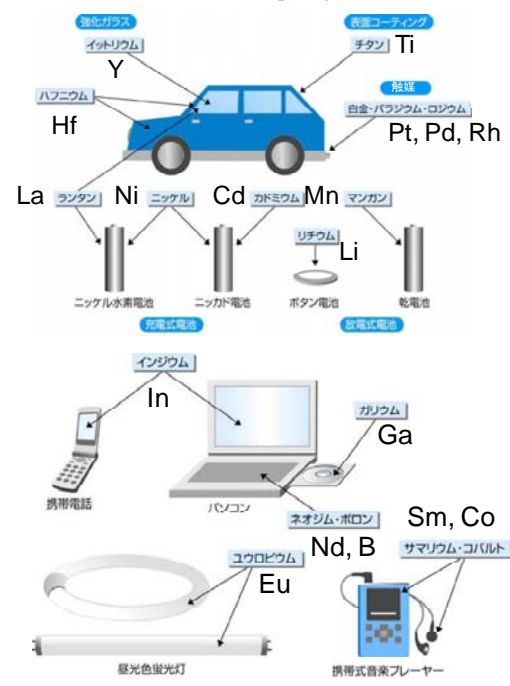 強化ガラス
表面コーティング
イットリウム
チタン Ti
Y
触媒
ハフニウム
白金・パラジウム・ロジウム
Hf
Pt, Pd, Rh
La ランタン Ni ニッケル Cd カドミウム Mn マンガン
リチウム
Li
ニッケル水素電池 ニッカド電池 ボタン電池 乾電池
充電式電池 放電式電池
インジウム
In
ガリウム
Ga
携帯電話
パソコン
ネオジム・ボロン
Nd, B
Sm, Co
サマリウム・コバルト
ユウロピウム
Eu
昼光色蛍光灯
携帯式音楽プレーヤー